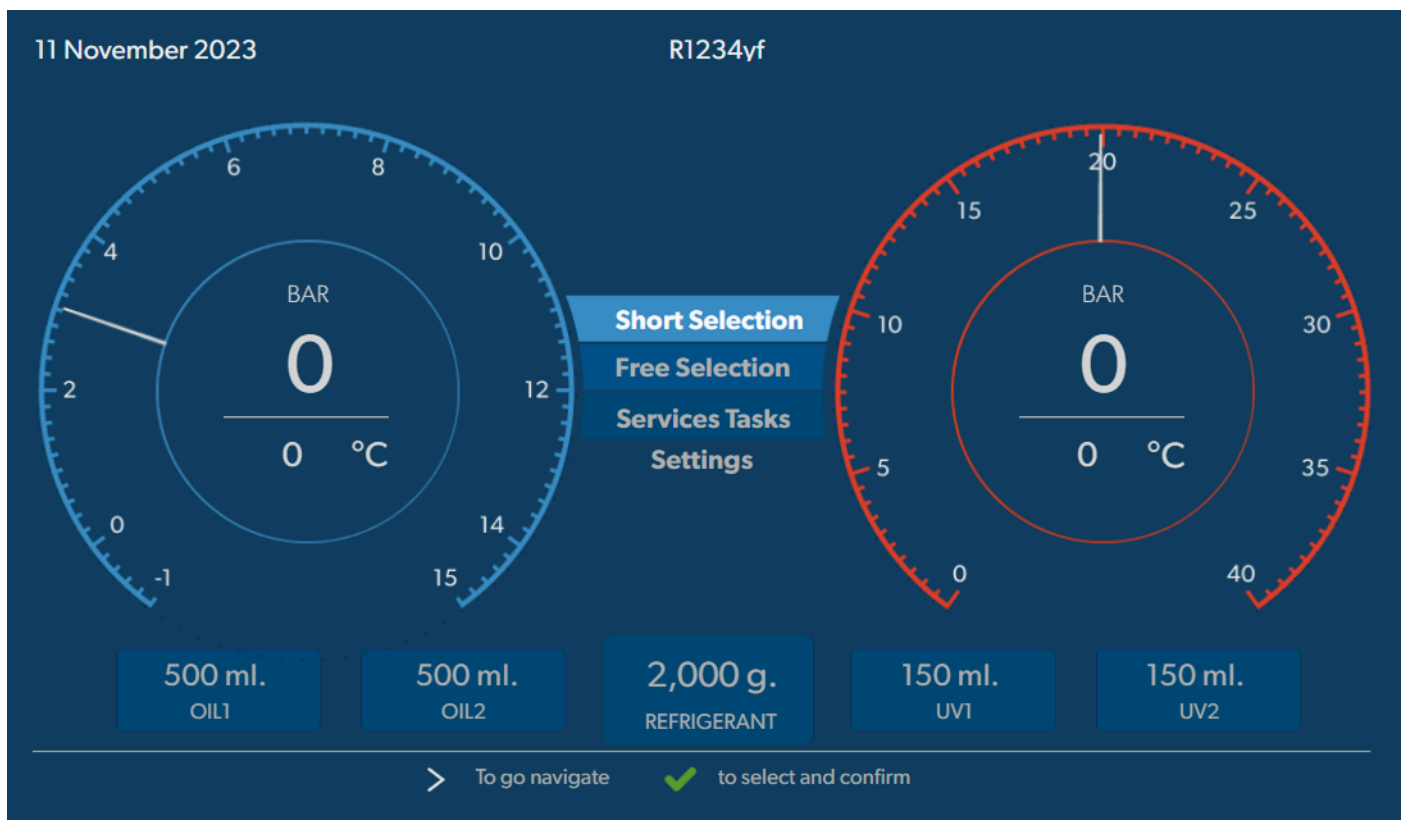 11 November 2023
R1234yf
6
8
4
10
2
12
0
14
-1
15
BAR
0
0 °C
Short Selection
Free Selection
Services Tasks
Settings
20
15
25
10
30
5
35
0
40
BAR
0
0 °C
500 ml.
OIL1
500 ml.
OIL2
2,000 g.
REFRIGERANT
150 ml.
UV1
150 ml.
UV2
> To go navigate
to select and confirm